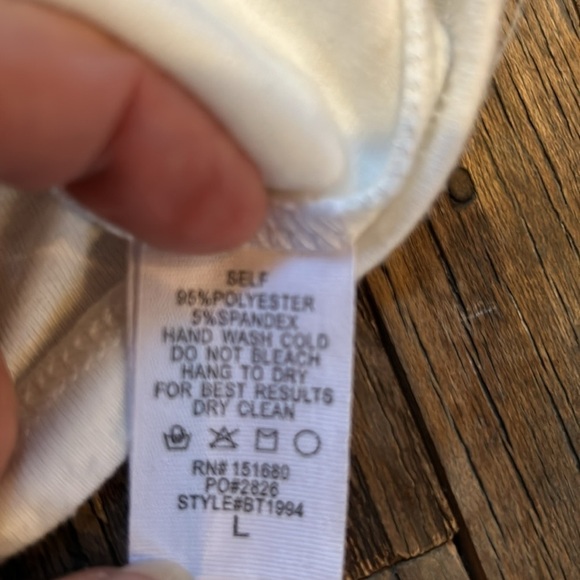 SELF
95%POLYESTER
5%SPANDEX
HAND WASH COLD
DO NOT BLEACH
HANG TO DRY
FOR BEST RESULTS
DRY CLEAN
RN# 151680
PO#2826
STYLE#BT1994
L